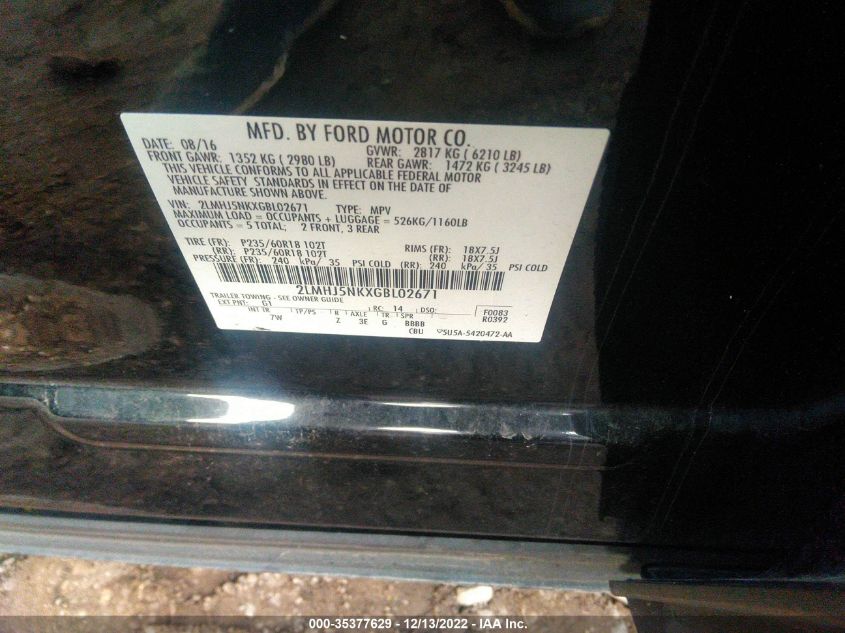 MFD. BY FORD MOTOR CO.
DATE: 08/16 GVWR: 2817 KG ( 6210 LB)
FRONT GAWR: 1352 KG ( 2980 LB) REAR GAWR: 1472 KG ( 3245 LB)
THIS VEHICLE CONFORMS TO ALL APPLICABLE FEDERAL MOTOR
VEHICLE SAFETY STANDARDS IN EFFECT ON THE DATE OF
MANUFACTURE SHOWN ABOVE.
VIN: 2LMHJ5NKXGBL02671 TYPE: MPV
MAXIMUM LOAD = OCCUPANTS + LUGGAGE = 526KG/1160LB
OCCUPANTS = 5 TOTAL; 2 FRONT, 3 REAR
TIRE (FR): P235/60R18 102T RIMS (FR): 18X7.5J
(RR): P235/60R18 102T (RR): 18X7.5J
PRESSURE (FR): 240 kPa/ 35 PSI COLD (RR): 240 kPa/ 35 PSI COLD
2LMHJ5NKXGBL02671
TRAILER TOWING - SEE OWNER GUIDE
EXT PNT: G1 RC: 14 DSO: F0083
INT TR TP/PS R AXLE TR SPR R0392
7W Z 3E G BBBB
CBU SU5A-5420472-AA
000-35377629 - 12/13/2022 - IAA Inc.